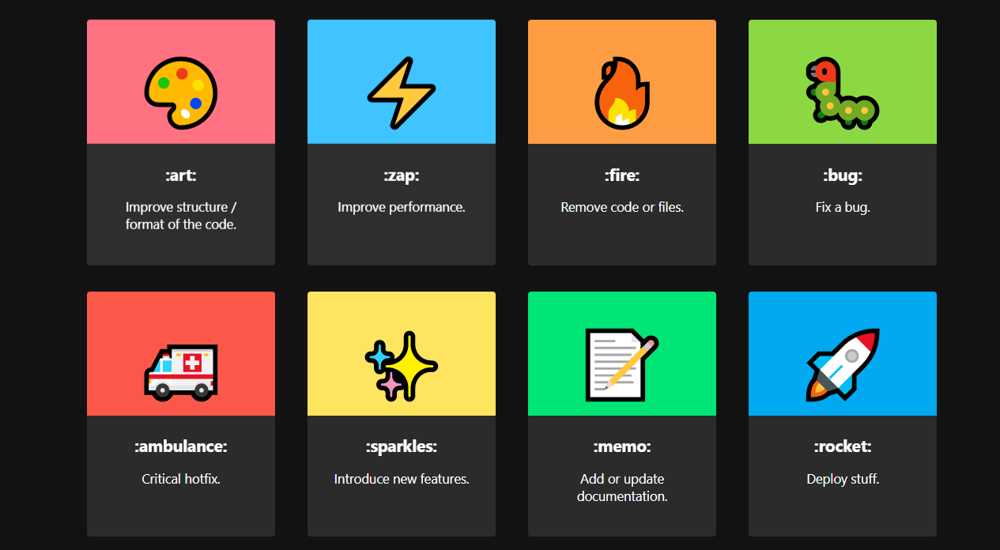 :art:
Improve structure /
format of the code.
:zap:
Improve performance.
:fire:
Remove code or files.
:bug:
Fix a bug.
:ambulance:
Critical hotfix.
:sparkles:
Introduce new features.
:memo:
Add or update
documentation.
:rocket:
Deploy stuff.